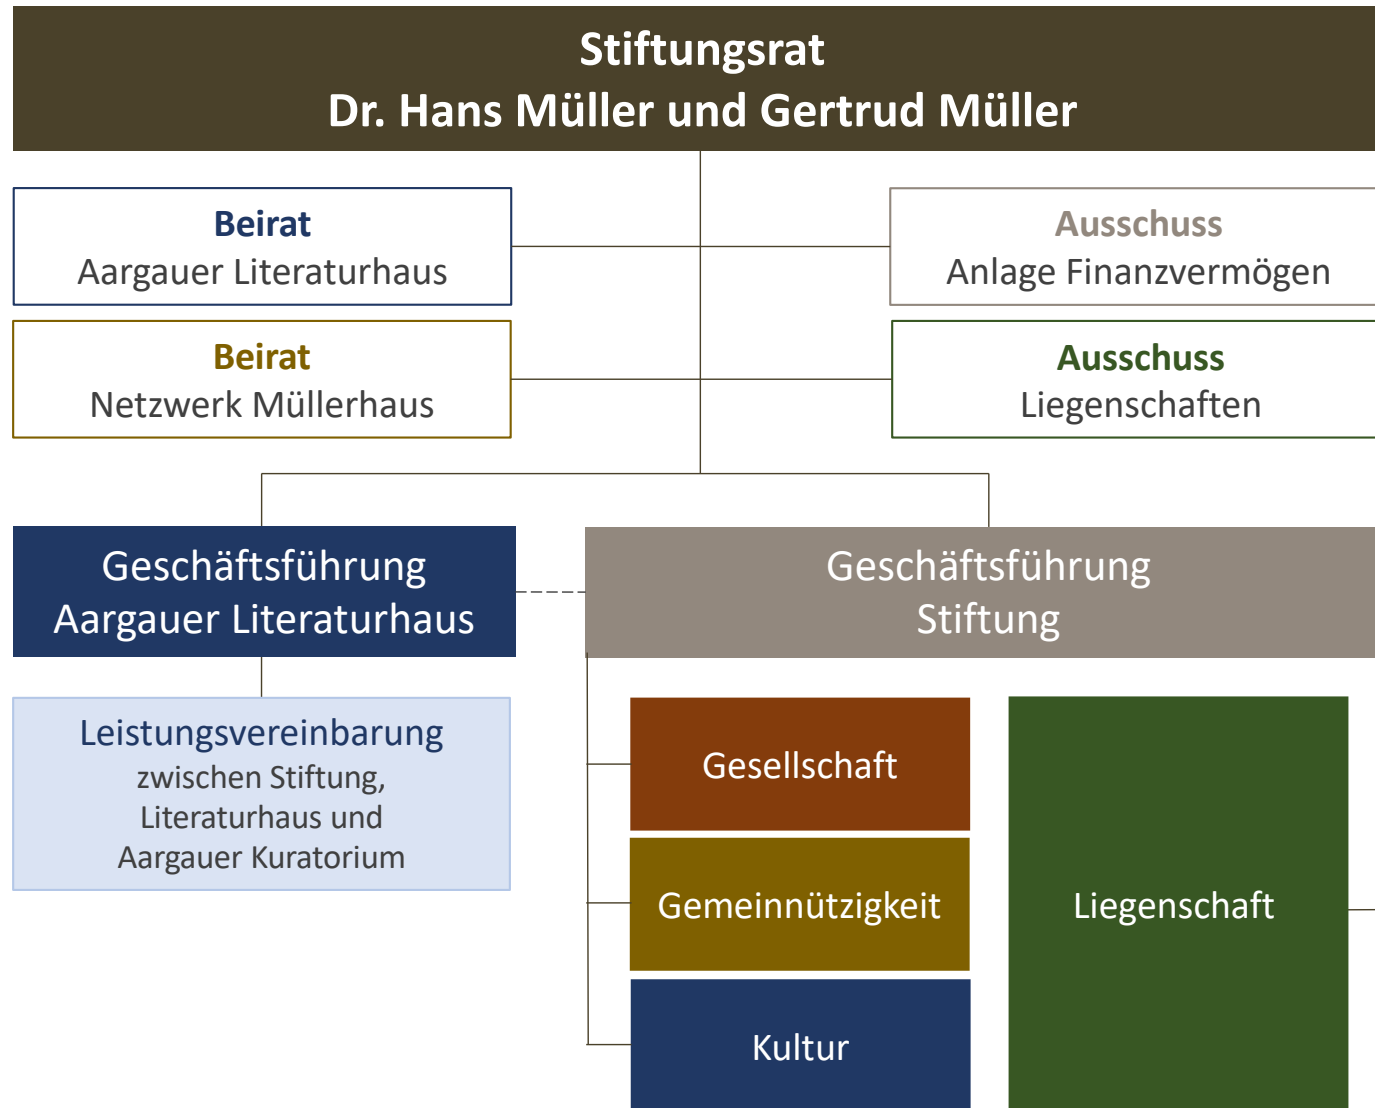 Stiftungsrat
Dr. Hans Müller und Gertrud Müller
Beirat
Aargauer Literaturhaus
Ausschuss
Anlage Finanzvermögen
Beirat
Netzwerk Müllerhaus
Ausschuss
Liegenschaften
Geschäftsführung
Aargauer Literaturhaus
Geschäftsführung
Stiftung
Leistungsvereinbarung
zwischen Stiftung,
Literaturhaus und
Aargauer Kuratorium
Gesellschaft
Gemeinnützigkeit
Kultur
Liegenschaft